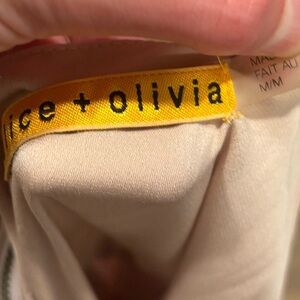 ice + olivia
FAIT AU
M/M